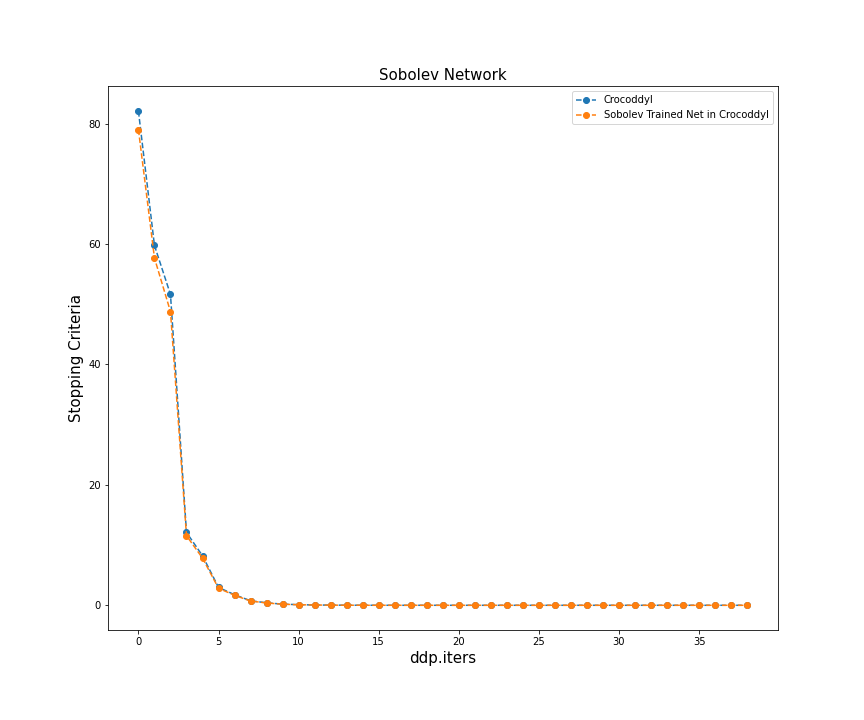 Sobolev Network
Crocoddyl
Sobolev Trained Net in Crocoddyl
Stopping Criteria
80
60
40
20
0
0 5 10 15 20 25 30 35
ddp.iters